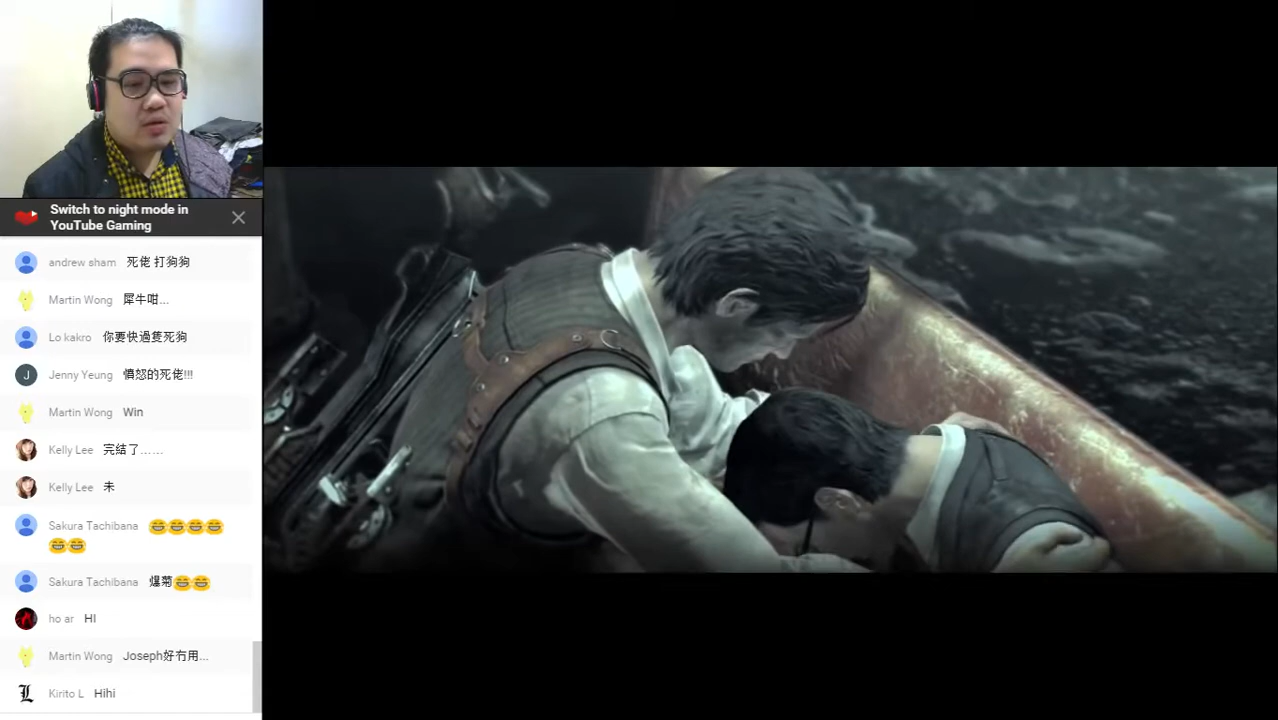 Switch to night mode in
YouTube Gaming
andrew sham 死佬 打狗狗
Martin Wong 犀牛咁...
Lo kakro 你要快過隻死狗
Jenny Yeung 憤怒的死佬!!!
Martin Wong Win
Kelly Lee 完結了……
Kelly Lee 未
Sakura Tachibana 😂😂😂😂
😂😂
Sakura Tachibana 爆菊😂😂
ho ar HI
Martin Wong Joseph好冇用...
Kirito L Hihi